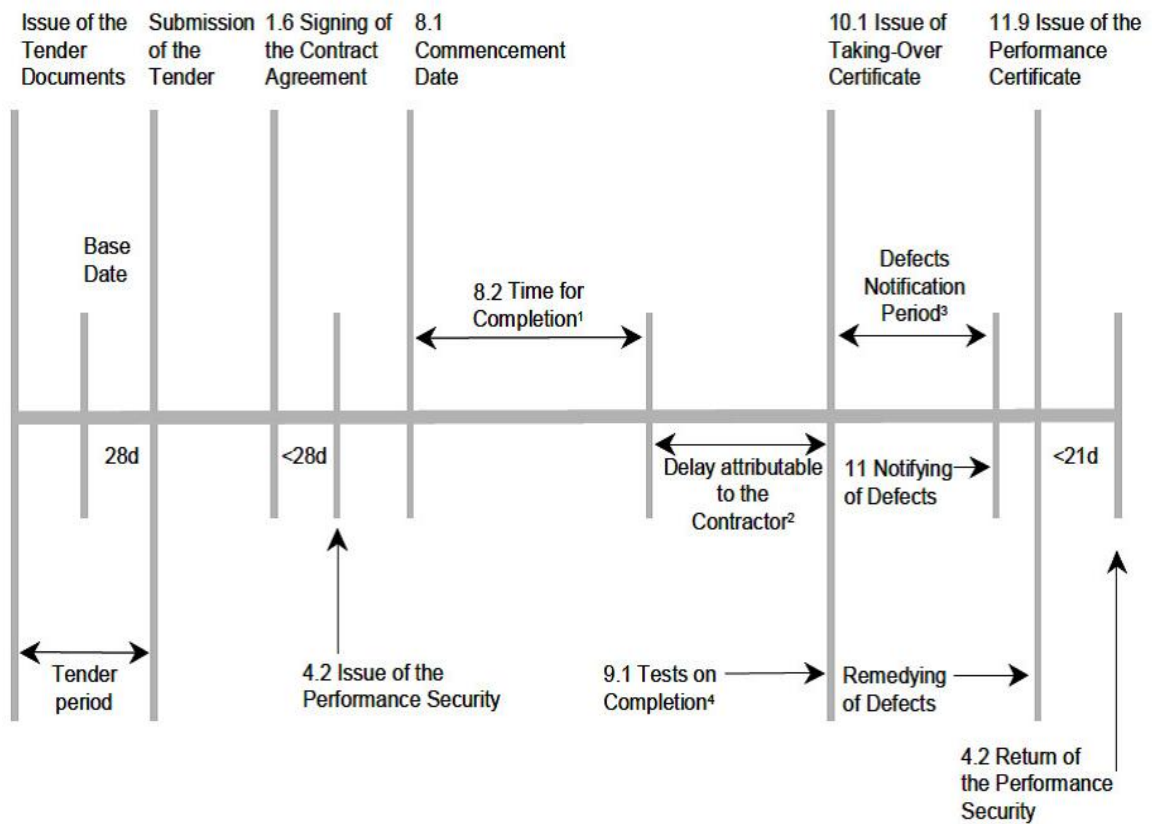 Issue of the
Tender
Documents
Submission
of the
Tender
1.6 Signing of
the Contract
Agreement
8.1
Commencement
Date
10.1 Issue of
Taking-Over
Certificate
11.9 Issue of the
Performance
Certificate
Base
Date
8.2 Time for
Completion¹
Defects
Notification
Period³
28d
<28d
Delay attributable
to the
Contractor²
11 Notifying
of Defects
<21d
Tender
period
4.2 Issue of the
Performance Security
9.1 Tests on
Completion⁴
Remedying
of Defects
4.2 Return of
the Performance
Security